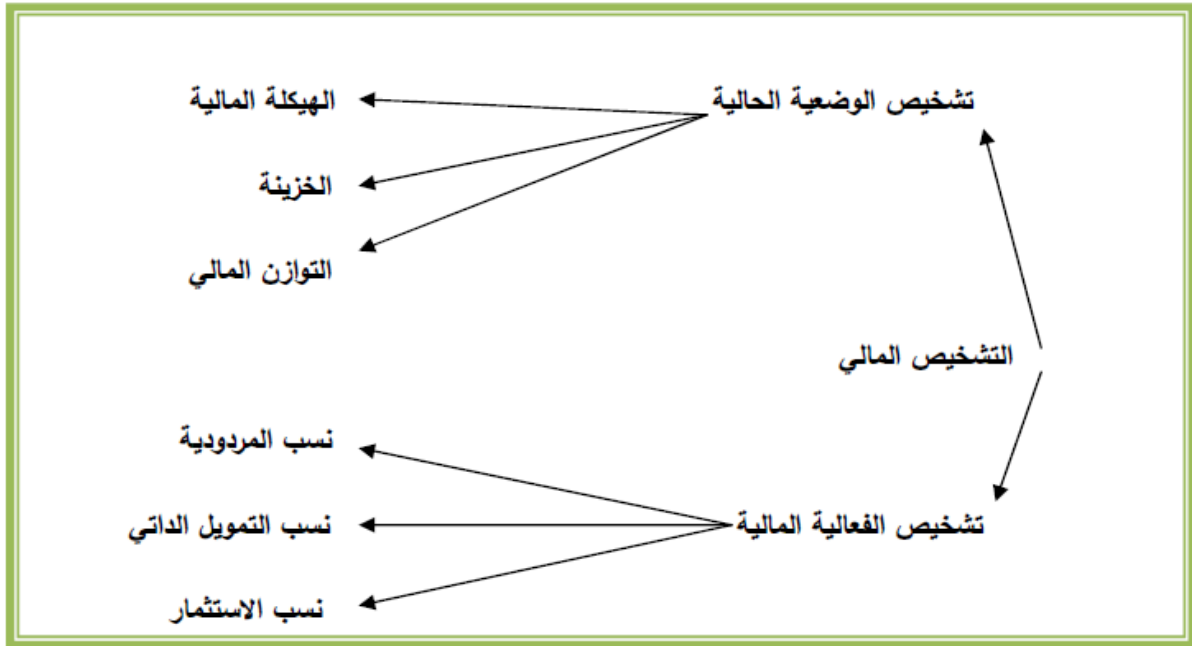 تشخيص الوضعية الحالية
الهيكلة المالية
الخزينة
التوازن المالي
التشخيص المالي
نسب المردودية
تشخيص الفعالية المالية
نسب التمويل الداتي
نسب الاستثمار